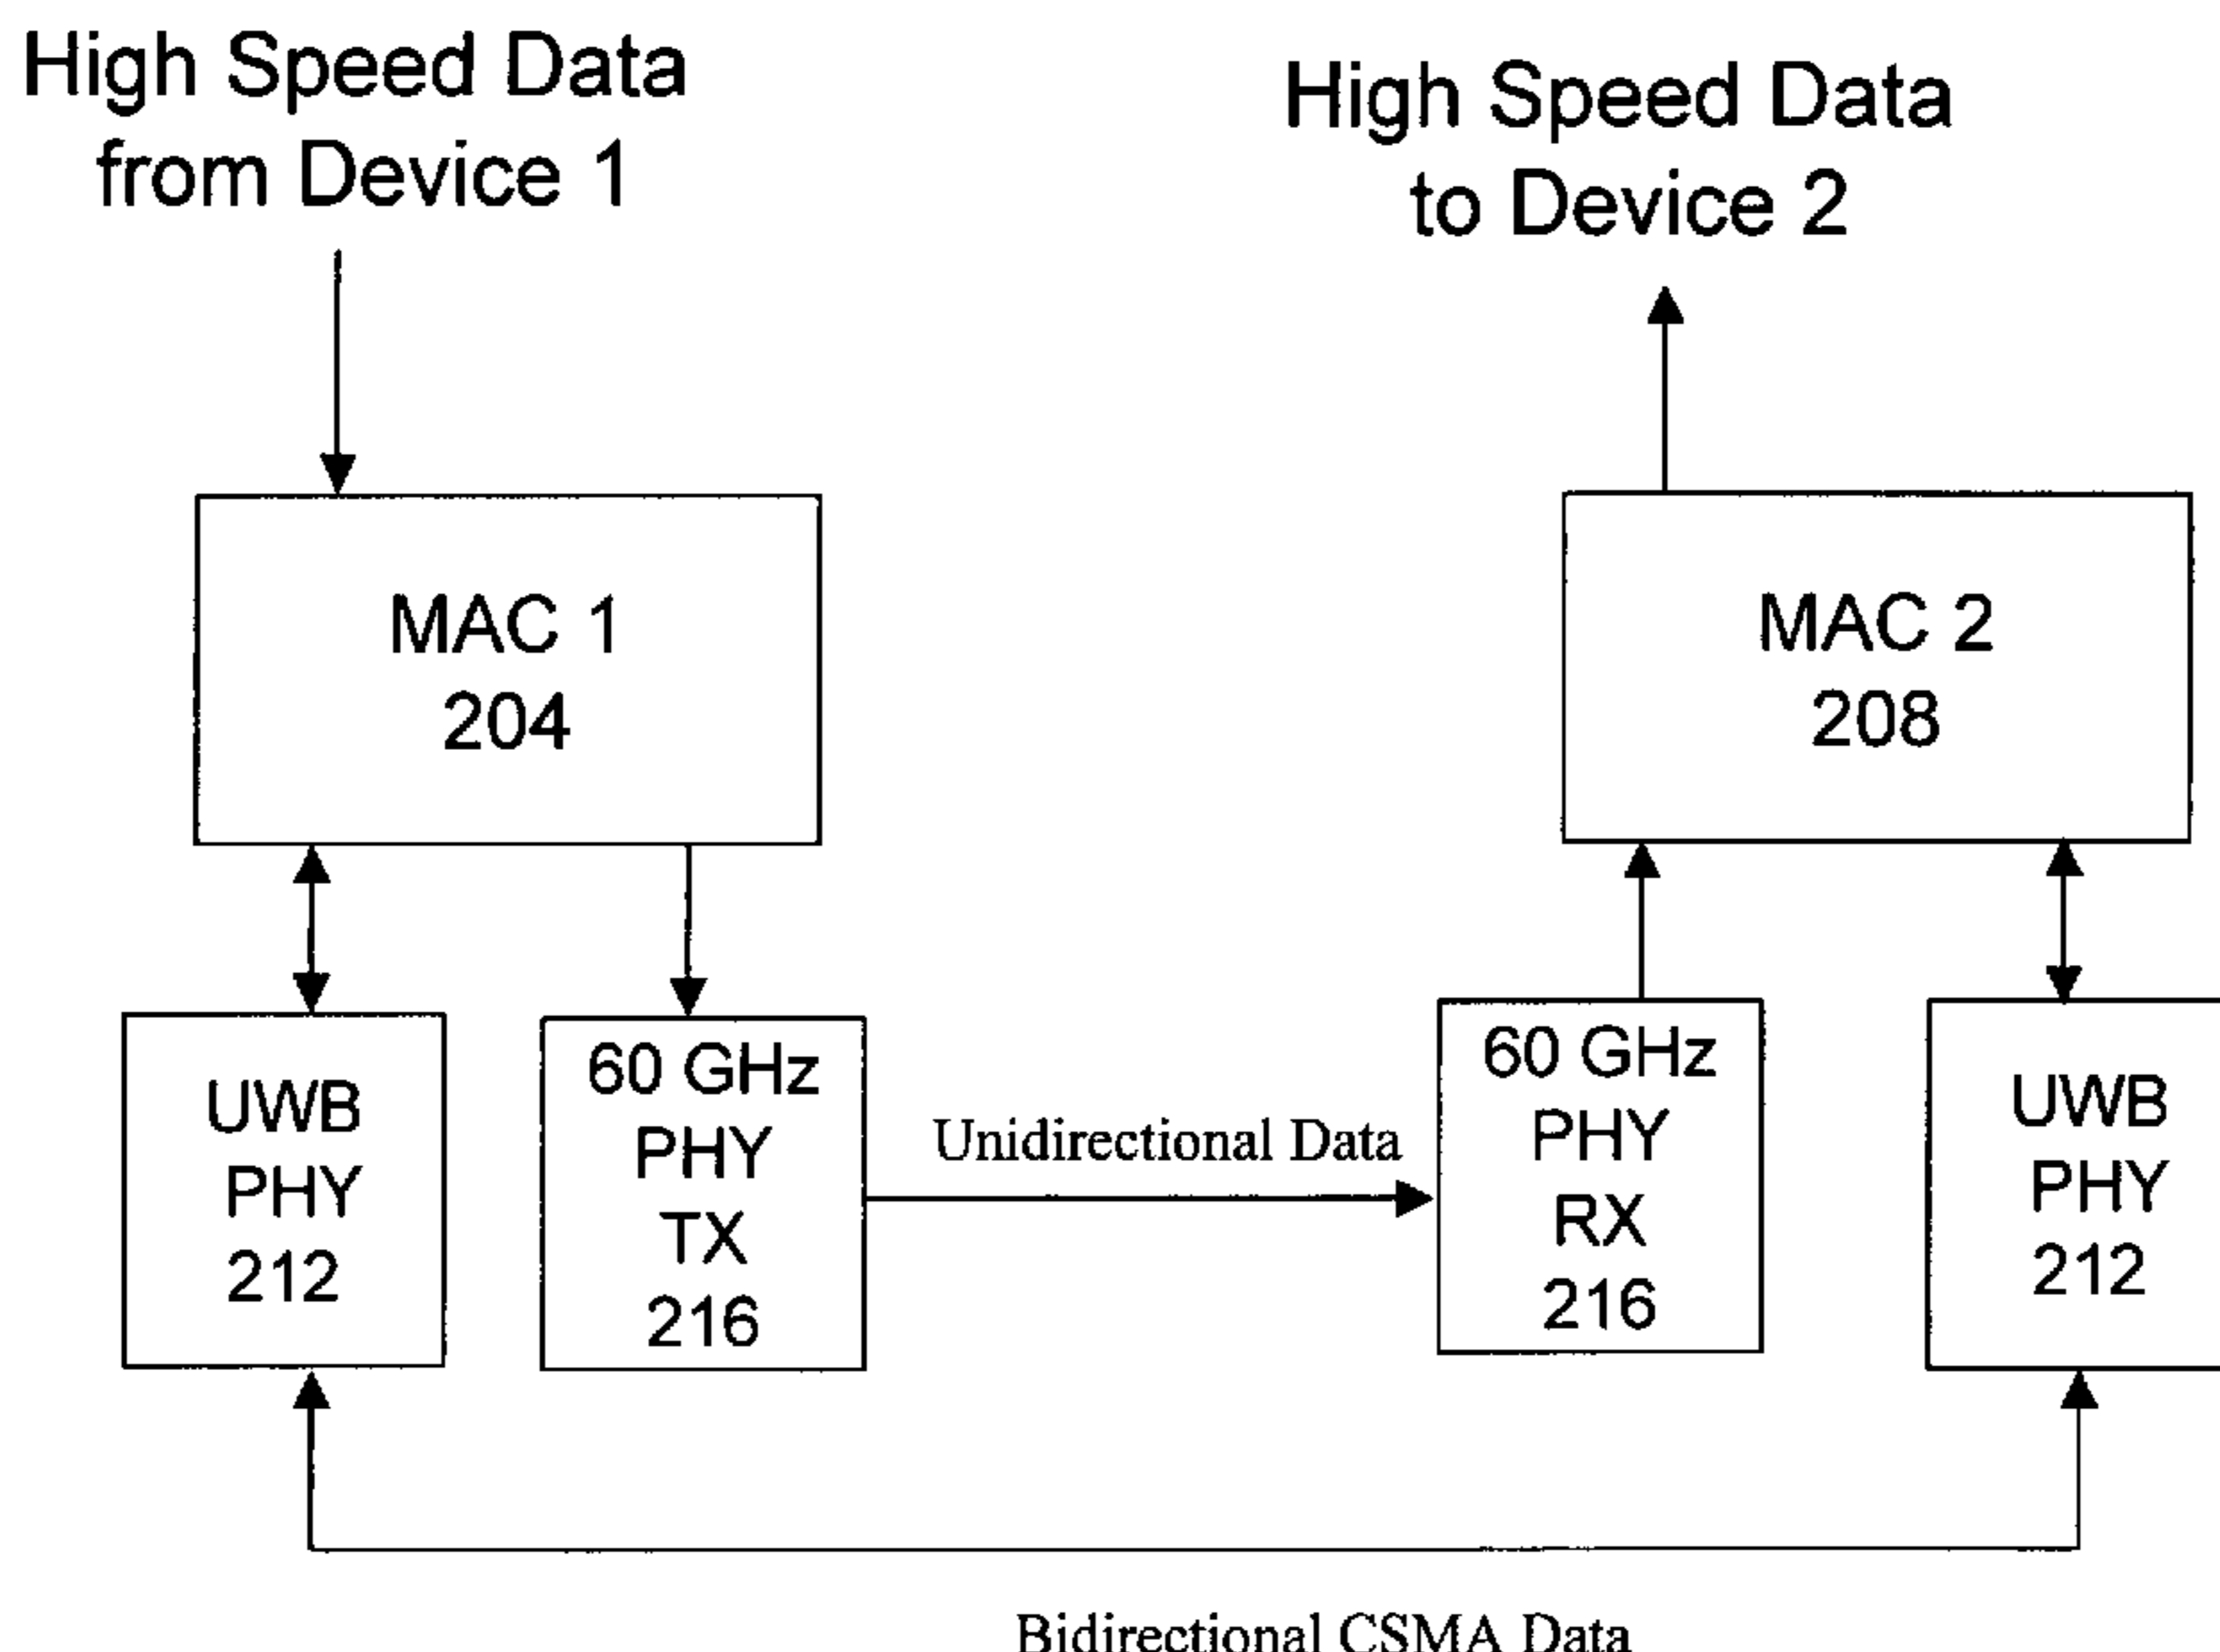 High Speed Data
from Device 1
High Speed Data
to Device 2
MAC 1
204
MAC 2
208
UWB
PHY
212
60 GHz
PHY
TX
216
Unidirectional Data
60 GHz
PHY
RX
216
UWB
PHY
212
Bidirectional CSMA Data